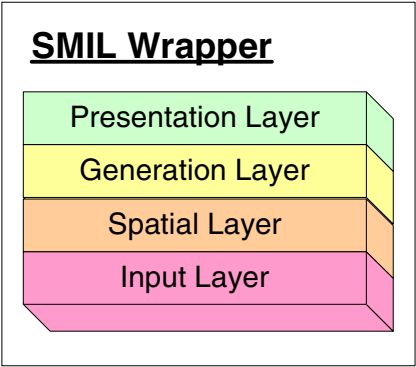 SMIL Wrapper
Presentation Layer
Generation Layer
Spatial Layer
Input Layer